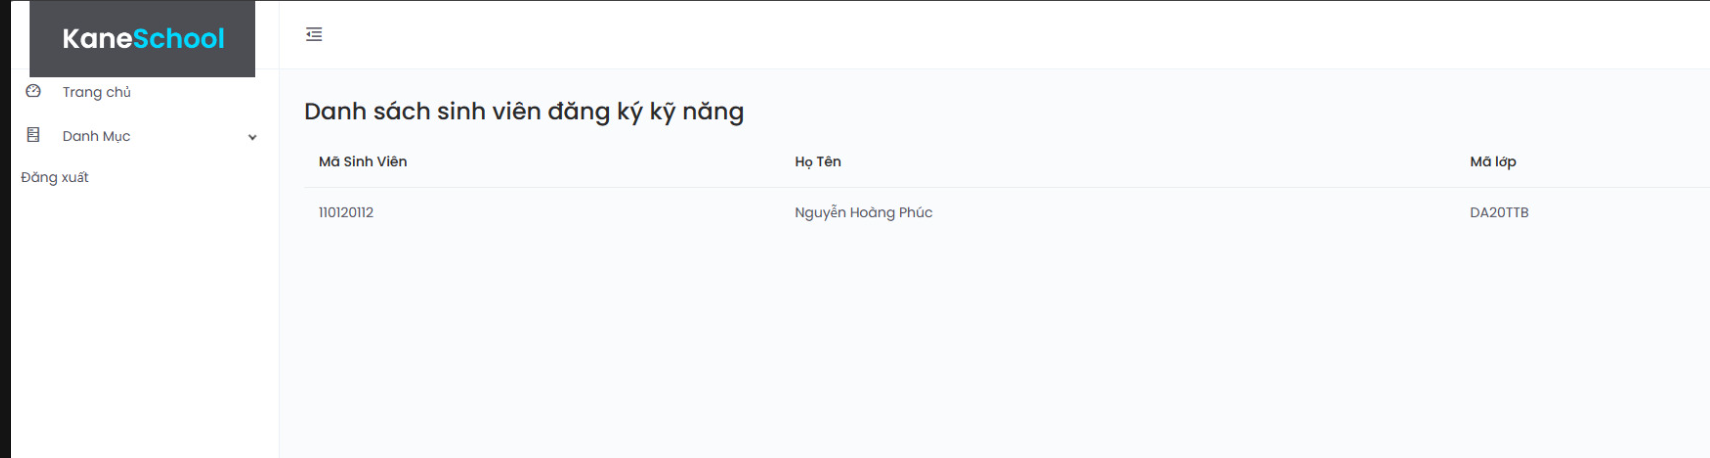 KaneSchool
Trang chủ
Danh Mục
Đăng xuất
Danh sách sinh viên đăng ký kỹ năng
Mã Sinh Viên Họ Tên Mã lớp
110120112 Nguyễn Hoàng Phúc DA20TTB